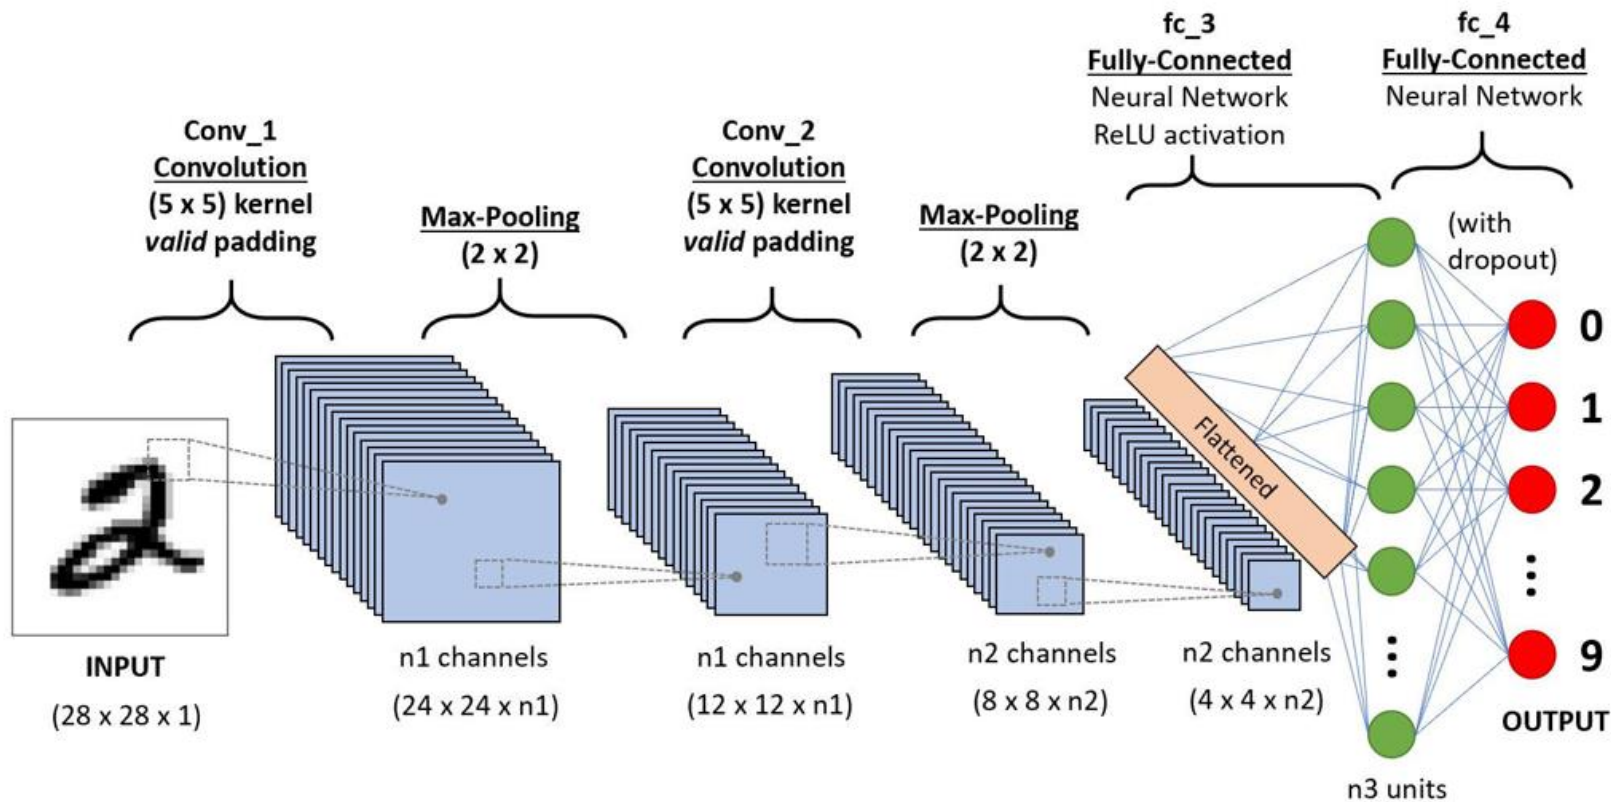 Conv_1
Convolution
(5 x 5) kernel
valid padding
Max-Pooling
(2 x 2)
Conv_2
Convolution
(5 x 5) kernel
valid padding
Max-Pooling
(2 x 2)
fc_3
Fully-Connected
Neural Network
ReLU activation
fc_4
Fully-Connected
Neural Network
(with
dropout)
Flattened
0
1
2
9
OUTPUT
2
INPUT
(28 x 28 x 1)
n1 channels
(24 x 24 x n1)
n1 channels
(12 x 12 x n1)
n2 channels
(8 x 8 x n2)
n2 channels
(4 x 4 x n2)
n3 units